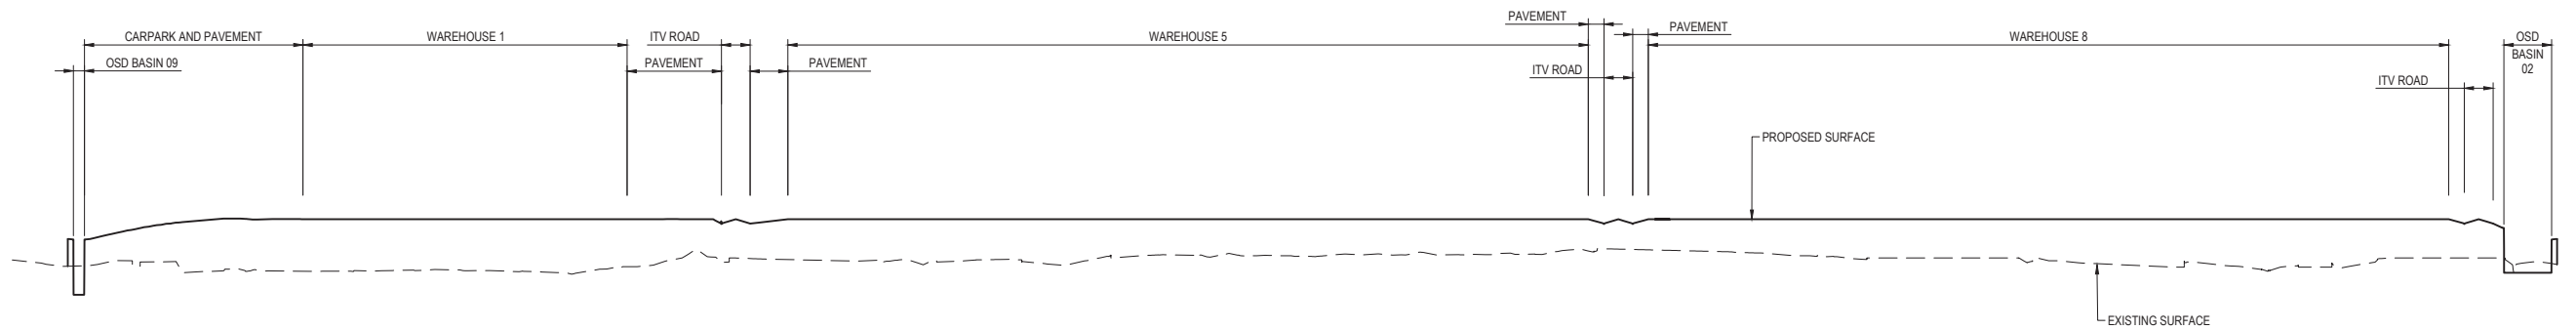 CARPARK AND PAVEMENT
WAREHOUSE 1
ITV ROAD
WAREHOUSE 5
PAVEMENT
PAVEMENT
WAREHOUSE 8
OSD
BASIN
02
OSD BASIN 09
PAVEMENT
PAVEMENT
ITV ROAD
ITV ROAD
PROPOSED SURFACE
EXISTING SURFACE